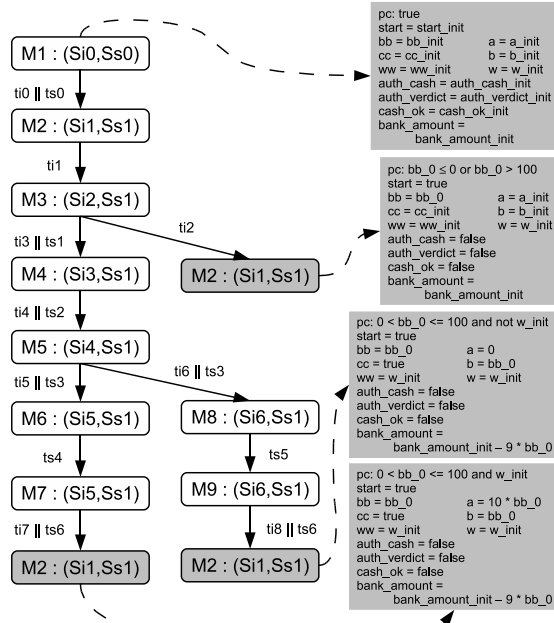 M1 : (Si0,Ss0)
ti0 || ts0
M2 : (Si1,Ss1)
ti1
M3 : (Si2,Ss1)
ti3 || ts1
ti2
M4 : (Si3,Ss1)
M2 : (Si1,Ss1)
ti4 || ts2
M5 : (Si4,Ss1)
ti5 || ts3
ti6 || ts3
M6 : (Si5,Ss1)
M8 : (Si6,Ss1)
ts4
ts5
M7 : (Si5,Ss1)
M9 : (Si6,Ss1)
ti7 || ts6
ti8 || ts6
M2 : (Si1,Ss1)
M2 : (Si1,Ss1)
pc: true
start = start_init
bb = bb_init a = a_init
cc = cc_init b = b_init
ww = ww_init w = w_init
auth_cash = auth_cash_init
auth_verdict = auth_verdict_init
cash_ok = cash_ok_init
bank_amount =
bank_amount_init
pc: bb_0 ≤ 0 or bb_0 > 100
start = true
bb = bb_0 a = a_init
cc = cc_init b = b_init
ww = ww_init w = w_init
auth_cash = false
auth_verdict = false
cash_ok = false
bank_amount =
bank_amount_init
pc: 0 < bb_0 <= 100 and not w_init
start = true
bb = bb_0 a = 0
cc = true b = bb_0
ww = w_init w = w_init
auth_cash = false
auth_verdict = false
cash_ok = false
bank_amount =
bank_amount_init – 9 * bb_0
pc: 0 < bb_0 <= 100 and w_init
start = true
bb = bb_0 a = 10 * bb_0
cc = true b = bb_0
ww = w_init w = w_init
auth_cash = false
auth_verdict = false
cash_ok = false
bank_amount =
bank_amount_init – 9 * bb_0